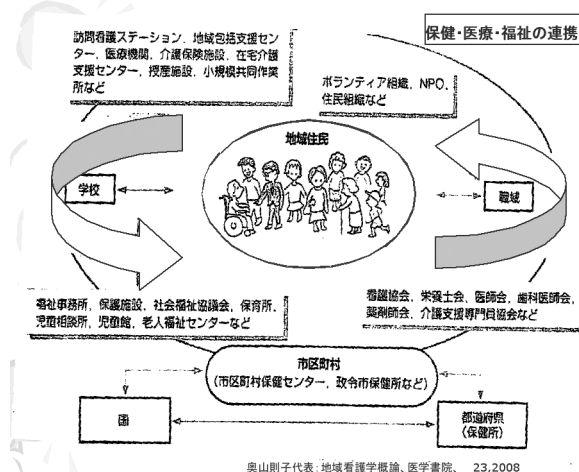 保健・医療・福祉の連携
訪問看護ステーション,地域包括支援セン
ター,医療機関,介護保険施設,在宅介護
支援センター,授産施設,小規模共同作業
所など
ボランティア組織,NPO,
住民組織など
地域住民
学校
職域
福祉事務所,保護施設,社会福祉協議会,保育所,
児童相談所,児童館,老人福祉センターなど
看護協会,栄養士会,医師会,歯科医師会,
薬剤師会,介護支援専門員協会など
市区町村
(市区町村保健センター,政令市保健所など)
国
都道府県
(保健所)
奥山則子代表:地域看護学概論、医学書院, 23,2008